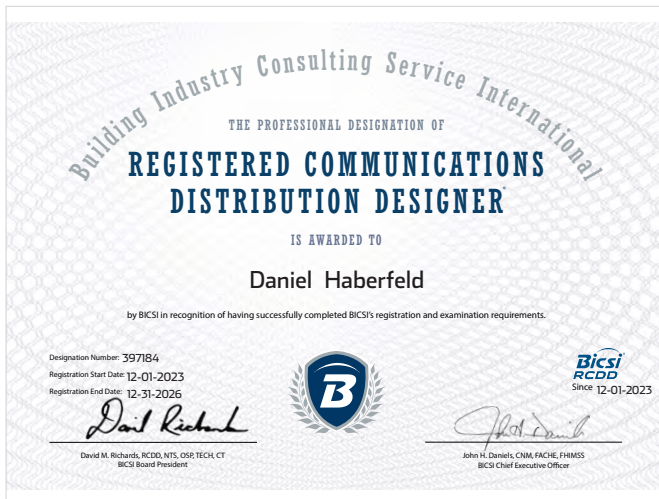 Building Industry Consulting Service International
THE PROFESSIONAL DESIGNATION OF
REGISTERED COMMUNICATIONS
DISTRIBUTION DESIGNER®
IS AWARDED TO
Daniel Haberfeld
by BICSI in recognition of having successfully completed BICSI's registration and examination requirements.
Designation Number: 397184
Registration Start Date: 12-01-2023
Registration End Date: 12-31-2026
B
Bicsi®
RCDD
Since 12-01-2023
David M. Richards, RCDD, NTS, OSP, TECH, CT
BICSI Board President
John H. Daniels, CNM, FACHE, FHIMSS
BICSI Chief Executive Officer